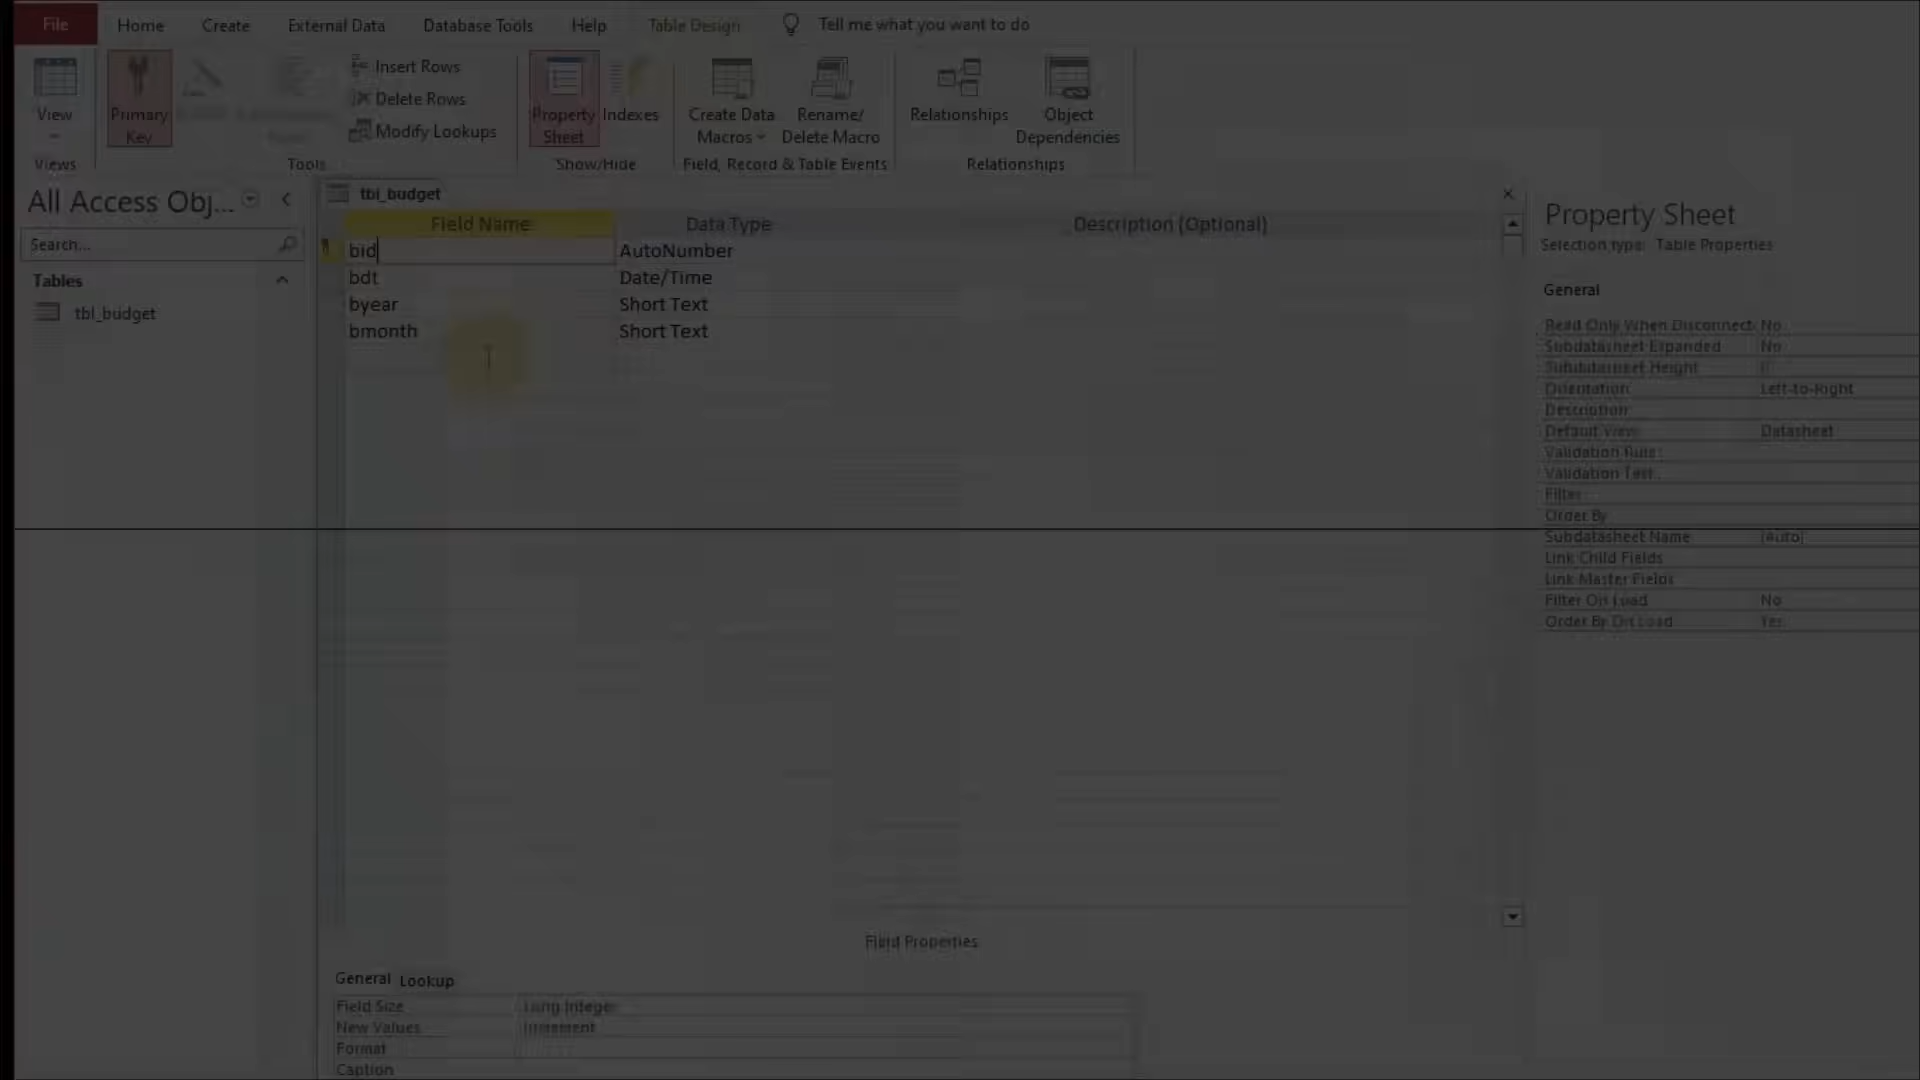 File Home Create External Data Database Tools Help Table Design Tell me what you want to do
View
Primary Key
Insert Rows
Delete Rows
Modify Lookups
Property Sheet
Indexes
Create Data Macros
Rename/ Delete Macro
Relationships
Object Dependencies
Views Tools Show/Hide Field, Record & Table Events Relationships
All Access Obj...
Search...
Tables
tbl_budget
tbl_budget
Field Name Data Type Description (Optional)
bid AutoNumber
bdt Date/Time
byear Short Text
bmonth Short Text
Field Properties
General Lookup
Field Size Long Integer
New Values Increment
Format
Caption
Property Sheet
Selection type: Table Properties
General
Read Only When Disconnect No
Subdatasheet Expanded No
Subdatasheet Height
Orientation Left-to-Right
Description
Default View Datasheet
Validation Rule
Validation Text
Filter
Order By
Subdatasheet Name [Auto]
Link Child Fields
Link Master Fields
Filter On Load No
Order By On Load Yes